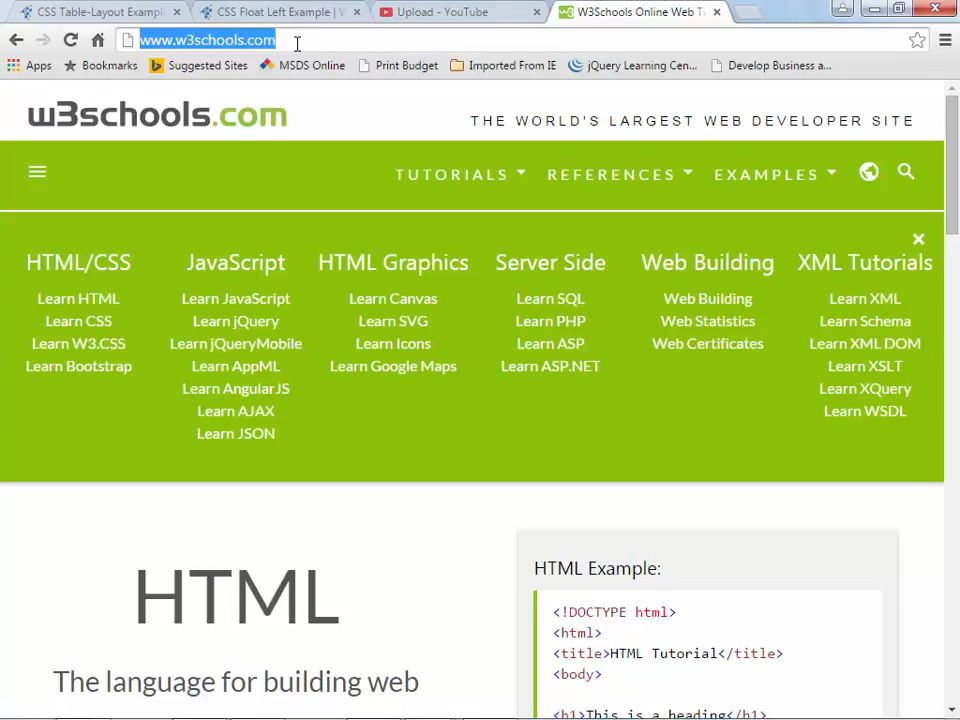 CSS Table-Layout Exampl
CSS Float Left Example | V
Upload - YouTube
W3Schools Online Web T
www.w3schools.com
Apps
Bookmarks
Suggested Sites
MSDS Online
Print Budget
Imported From IE
jQuery Learning Cen...
Develop Business a...
w3schools.com
THE WORLD'S LARGEST WEB DEVELOPER SITE
TUTORIALS
REFERENCES
EXAMPLES
HTML/CSS
Learn HTML
Learn CSS
Learn W3.CSS
Learn Bootstrap
JavaScript
Learn JavaScript
Learn jQuery
Learn jQueryMobile
Learn AppML
Learn AngularJS
Learn AJAX
Learn JSON
HTML Graphics
Learn Canvas
Learn SVG
Learn Icons
Learn Google Maps
Server Side
Learn SQL
Learn PHP
Learn ASP
Learn ASP.NET
Web Building
Web Building
Web Statistics
Web Certificates
XML Tutorials
Learn XML
Learn Schema
Learn XML DOM
Learn XSLT
Learn XQuery
Learn WSDL
HTML
The language for building web
HTML Example:
<!DOCTYPE html>
<html>
<title>HTML Tutorial</title>
<body>
<h1>This is a heading</h1>